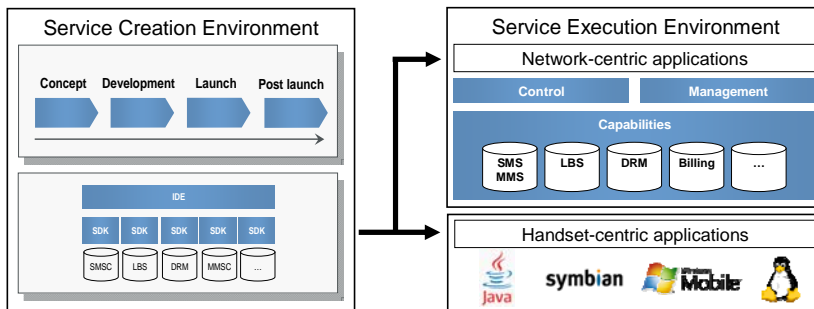 Service Creation Environment
Concept Development Launch Post launch
IDE
SDK SDK SDK SDK SDK
SMSC LBS DRM MMSC ...
Service Execution Environment
Network-centric applications
Control Management
Capabilities
SMS MMS LBS DRM Billing ...
Handset-centric applications
Java symbian Windows Mobile